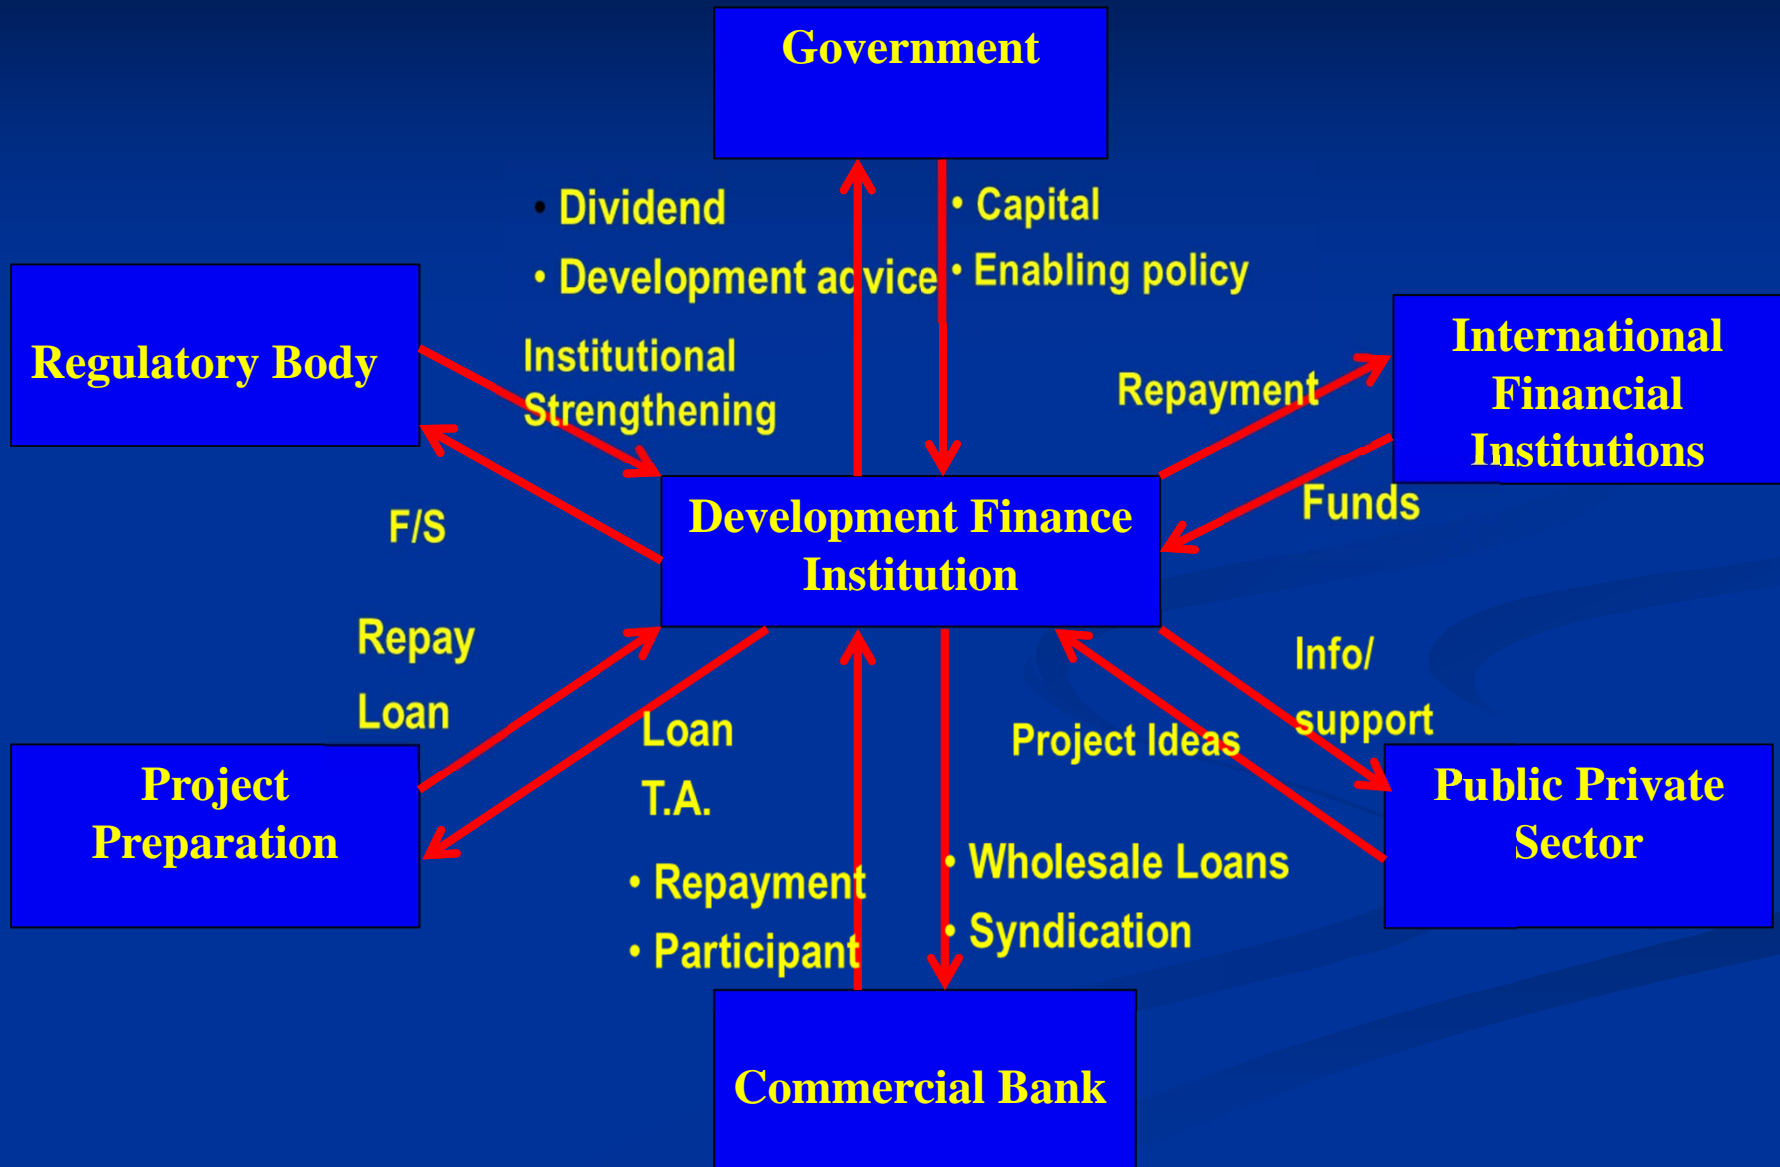 Government
• Dividend
• Development advice
• Capital
• Enabling policy
Regulatory Body
Institutional
Strengthening
Repayment
International
Financial
Institutions
F/S
Development Finance
Institution
Funds
Repay
Loan
Info/
support
Project
Preparation
Loan
T.A.
Project Ideas
Public Private
Sector
• Repayment
• Participant
• Wholesale Loans
• Syndication
Commercial Bank